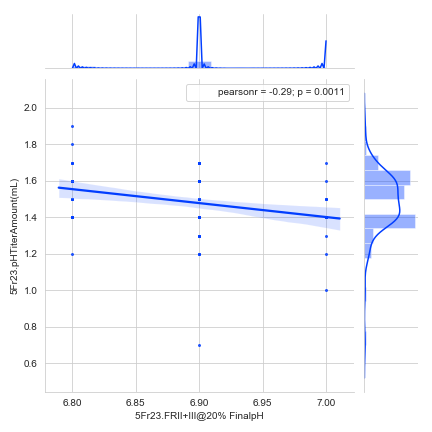 pearsonr = -0.29; p = 0.0011
2.0
1.8
1.6
1.4
1.2
1.0
0.8
0.6
5Fr23.pHTiterAmount(mL)
6.80 6.85 6.90 6.95 7.00
5Fr23.FRII+III@20% FinalpH